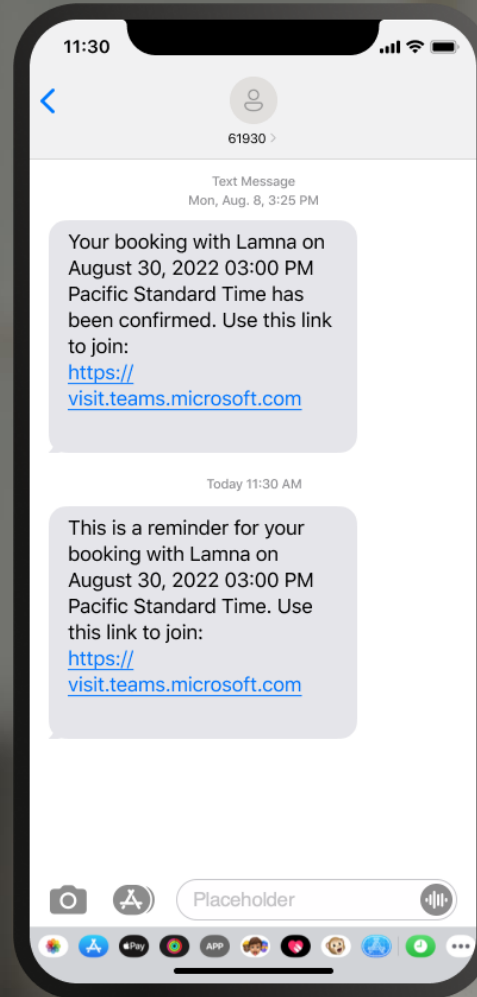 11:30
61930
Text Message
Mon, Aug. 8, 3:25 PM
Your booking with Lamna on
August 30, 2022 03:00 PM
Pacific Standard Time has
been confirmed. Use this link
to join:
https://
visit.teams.microsoft.com
Today 11:30 AM
This is a reminder for your
booking with Lamna on
August 30, 2022 03:00 PM
Pacific Standard Time. Use
this link to join:
https://
visit.teams.microsoft.com
Placeholder
Pay
APP